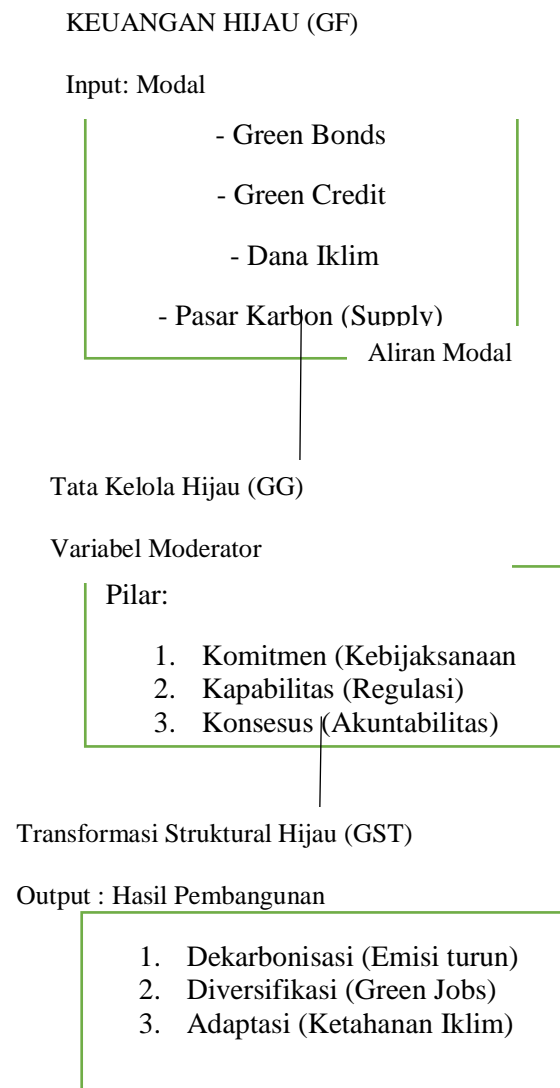 KEUANGAN HIJAU (GF)
Input: Modal
- Green Bonds
- Green Credit
- Dana Iklim
- Pasar Karbon (Supply)
Aliran Modal
Tata Kelola Hijau (GG)
Variabel Moderator
Pilar:
1. Komitmen (Kebijaksanaan
2. Kapabilitas (Regulasi)
3. Konsesus (Akuntabilitas)
Transformasi Struktural Hijau (GST)
Output : Hasil Pembangunan
1. Dekarbonisasi (Emisi turun)
2. Diversifikasi (Green Jobs)
3. Adaptasi (Ketahanan Iklim)